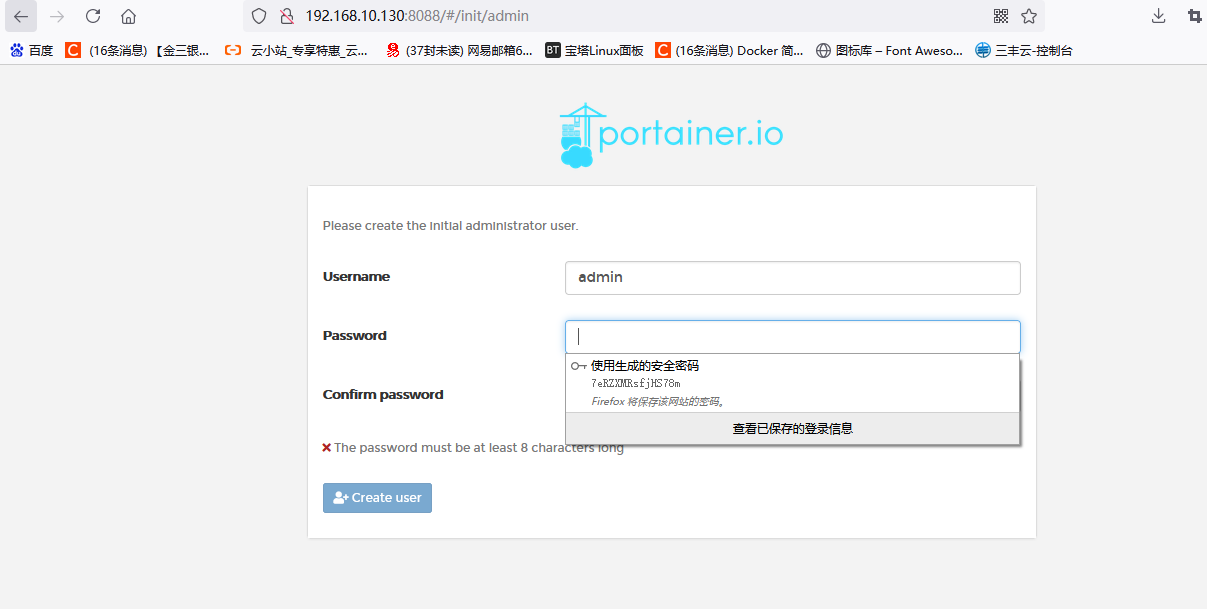 192.168.10.130:8088/#/init/admin
百度 (16条消息) 【金三银... 云小站_专享特惠_云... (37封未读) 网易邮箱6... BT 宝塔Linux面板 C (16条消息) Docker 简... 图标库 – Font Aweso... 三丰云-控制台
portainer.io
Please create the initial administrator user.
Username admin
Password
使用生成的安全密码
7eRZXMRsfjHS78m
Firefox 将保存该网站的密码。
Confirm password
查看已保存的登录信息
The password must be at least 8 characters long
Create user